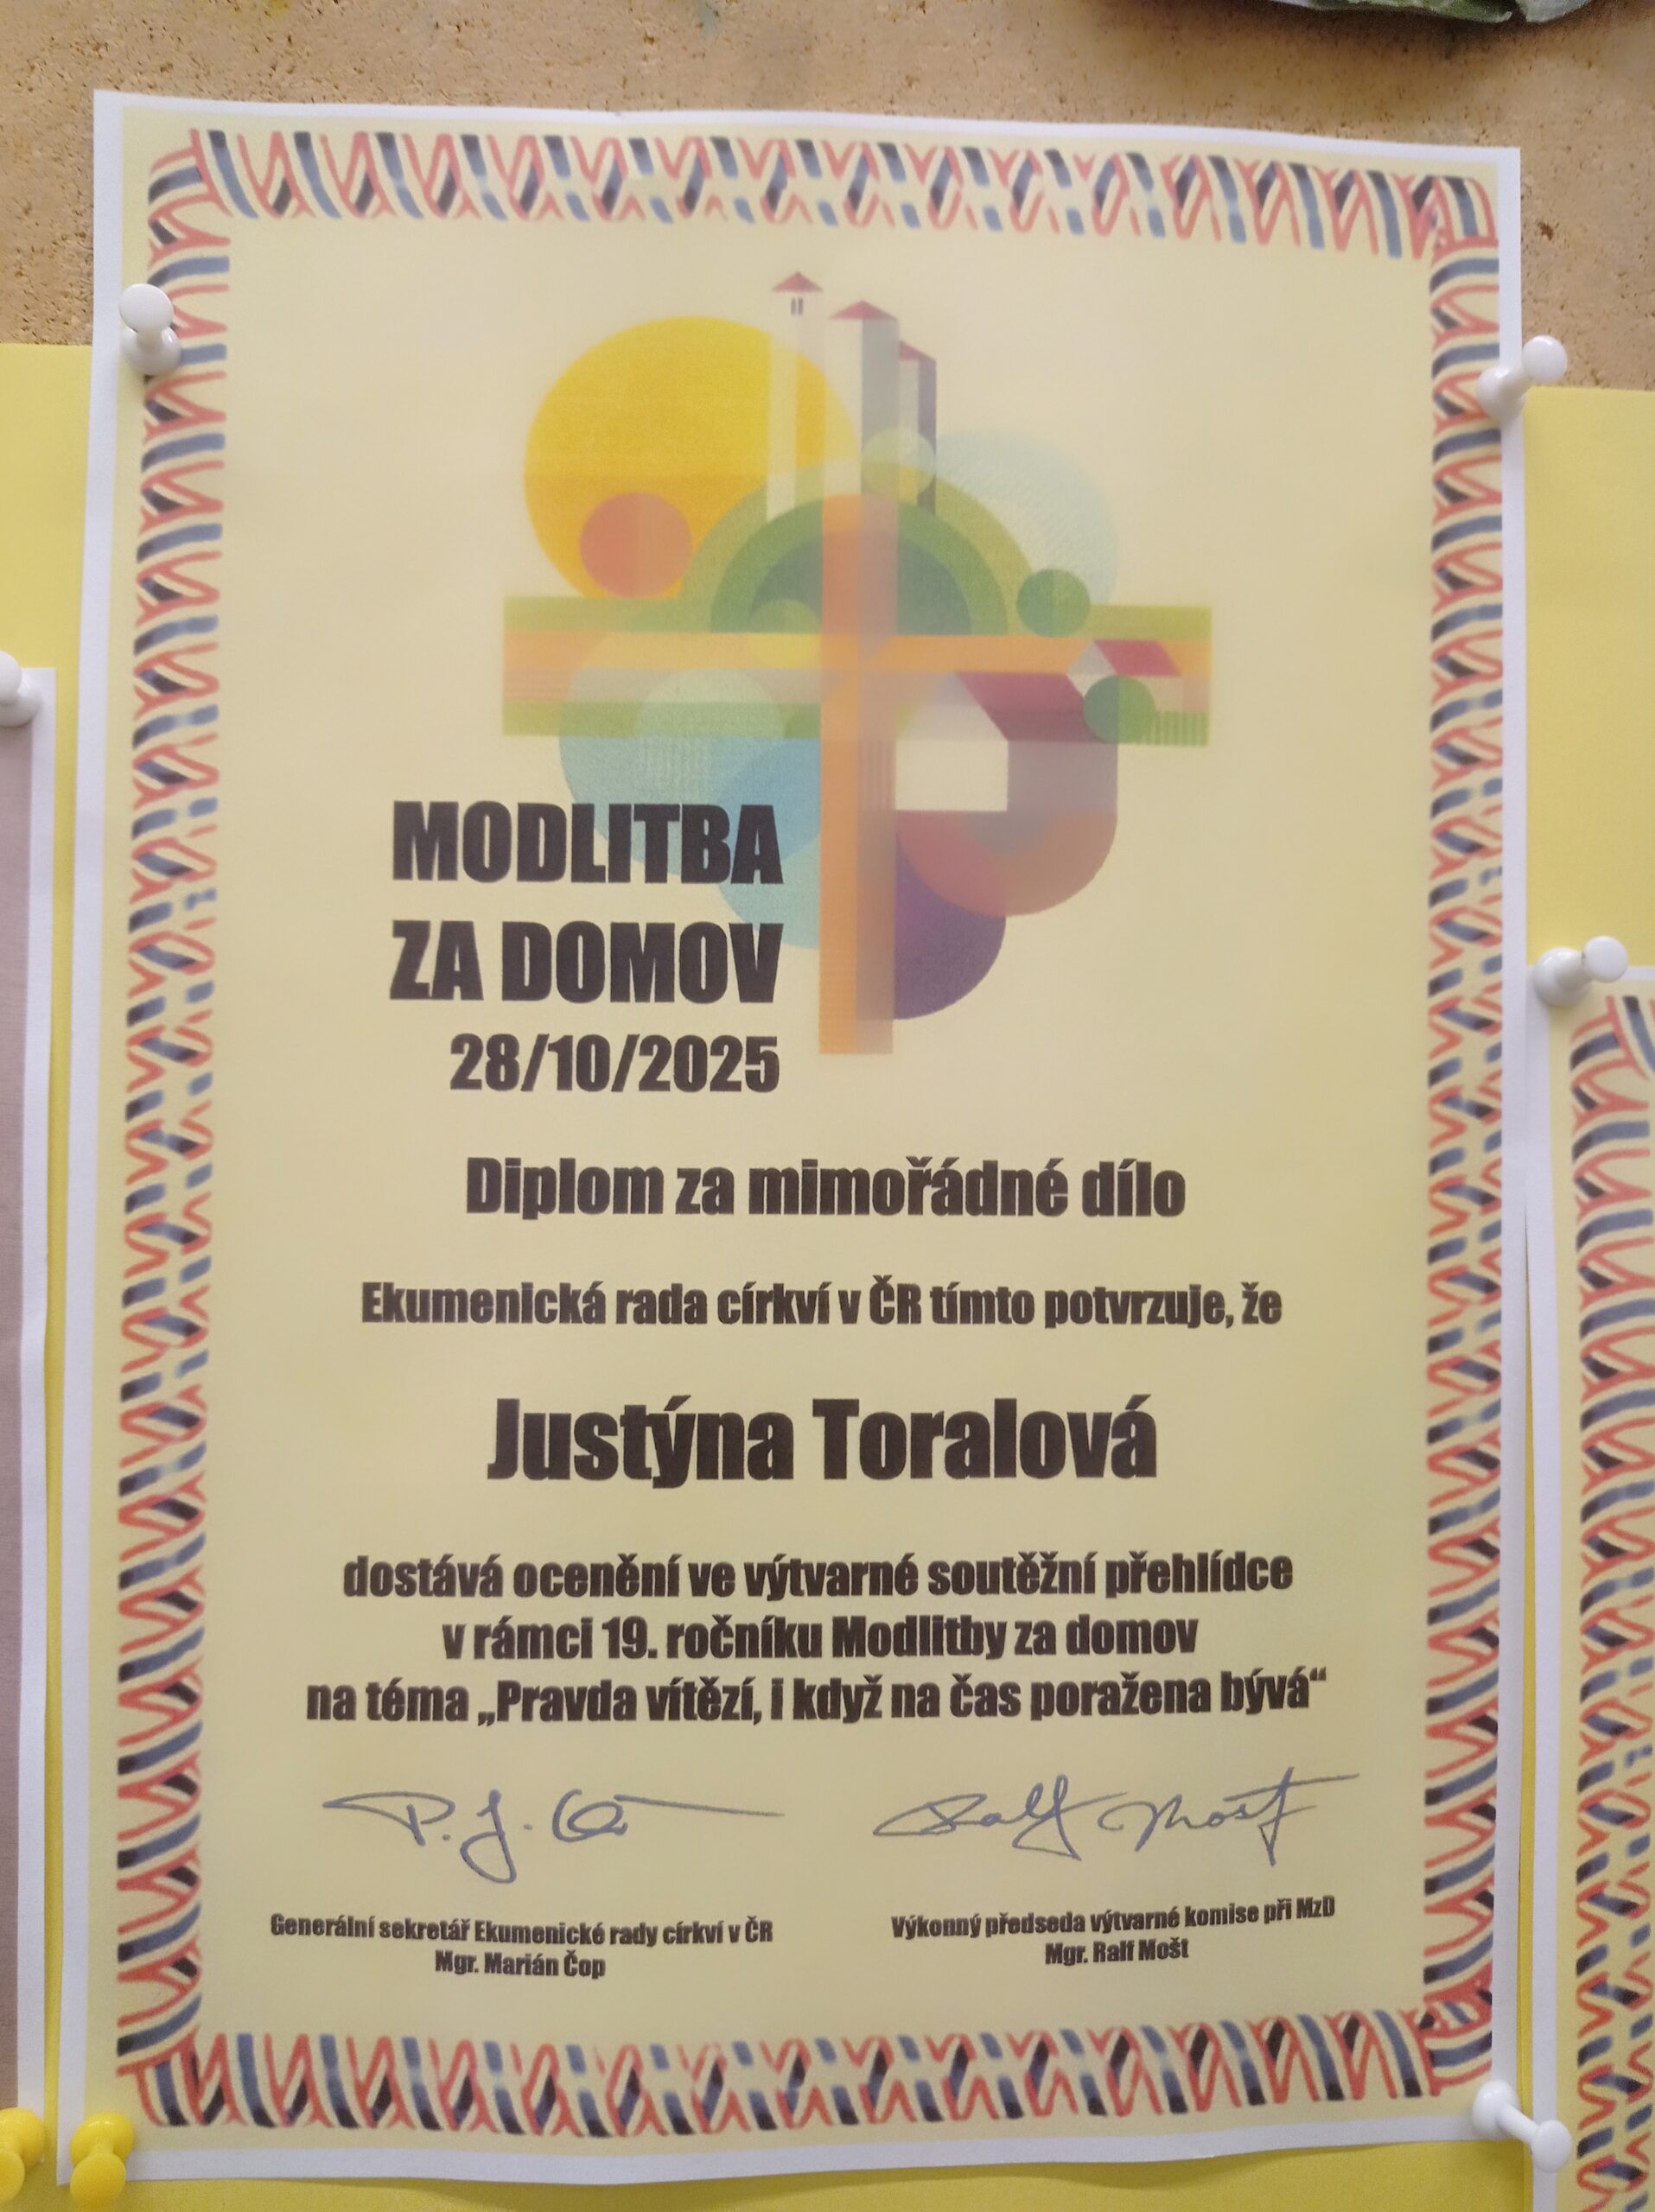 MODLITBA
ZA DOMOV
28/10/2025
Diplom za mimořádné dílo
Ekumenická rada církví v ČR tímto potvrzuje, že
Justýna Toralová
dostává ocenění ve výtvarné soutěžní přehlídce
v rámci 19. ročníku Modlitby za domov
na téma „Pravda vítězí, i když na čas poražena bývá“
P. J. Ralf Mošt
Generální sekretář Ekumenické rady církví v ČR
Mgr. Marián Čop
Výkonný předseda výtvarné komise při MzD
Mgr. Ralf Mošt